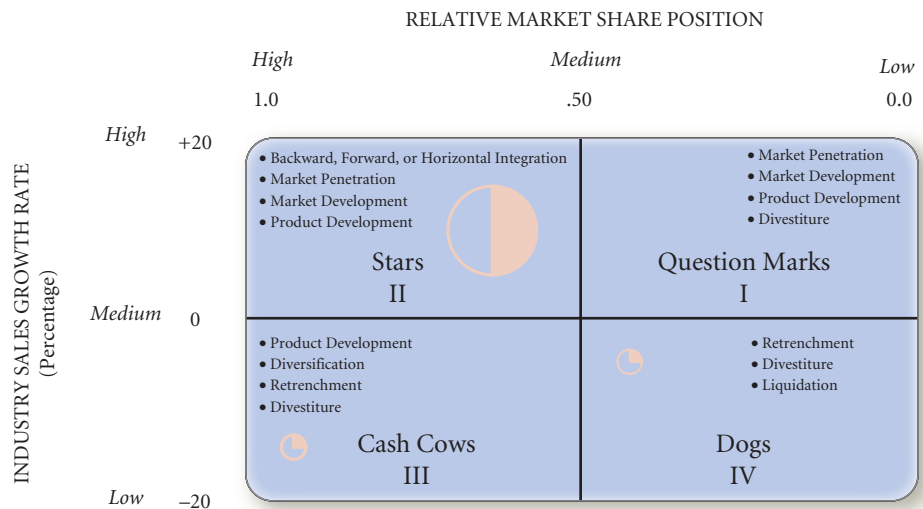 RELATIVE MARKET SHARE POSITION
High
Medium
Low
1.0
.50
0.0
INDUSTRY SALES GROWTH RATE
(Percentage)
High
+20
• Backward, Forward, or Horizontal Integration
• Market Penetration
• Market Development
• Product Development
Stars
II
• Market Penetration
• Market Development
• Product Development
• Divestiture
Question Marks
I
Medium
0
• Product Development
• Diversification
• Retrenchment
• Divestiture
Cash Cows
III
• Retrenchment
• Divestiture
• Liquidation
Dogs
IV
Low
–20